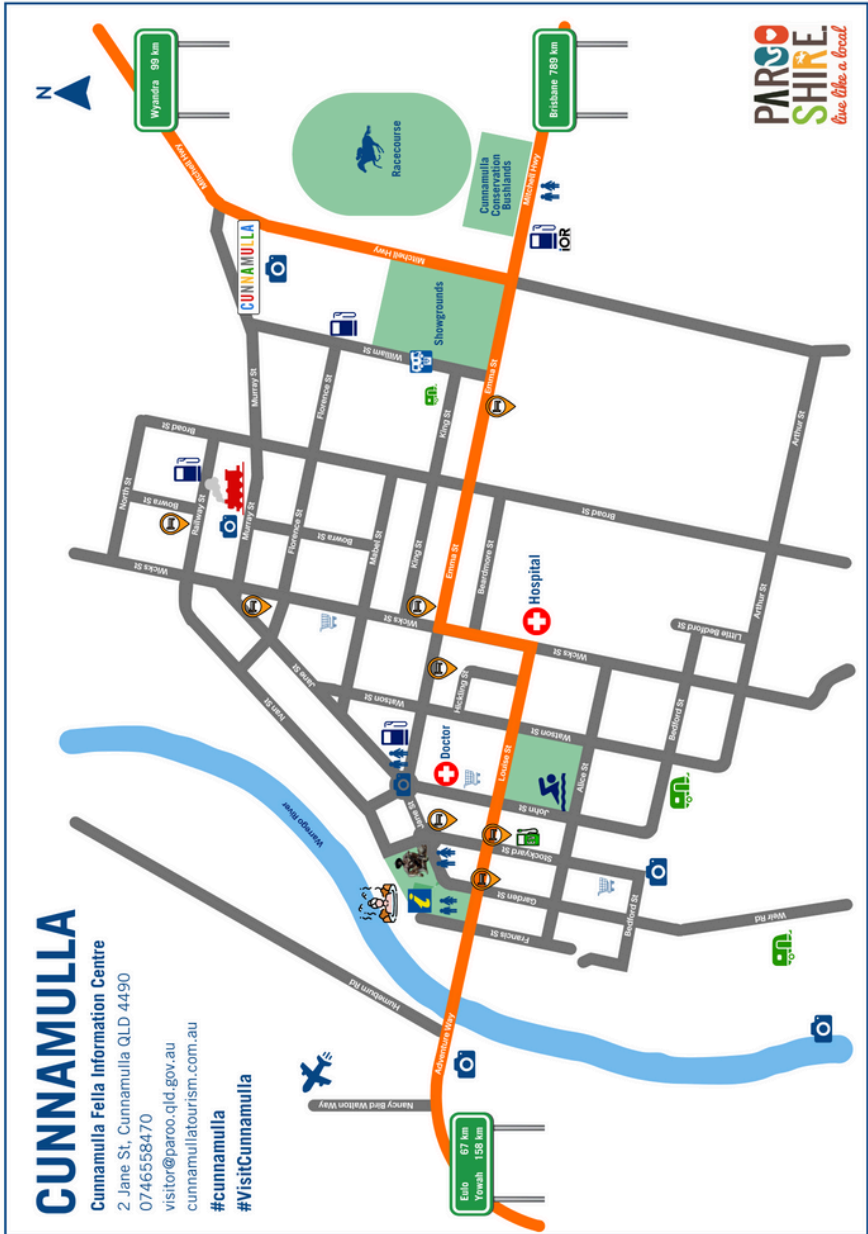 CUNNAMULLA
Cunnamulla Fella Information Centre
2 Jane St, Cunnamulla QLD 4490
0746558470
visitor@paroo.qld.gov.au
cunnamullatourism.com.au
#cunnamulla
#VisitCunnamulla
N
Wyandra 99 km
Mitchell Hwy
CUNNAMULLA
Mitchell Hwy
Racecourse
Cunnamulla
Conservation
Bushlands
Brisbane 789 km
Mitchell Hwy
IOR
Showgrounds
PAROO
SHIRE.
live like a local
North St
Broad St
Bowra St
Railway St
Murray St
Murray St
William St
Florence St
Florence St
Bowra St
Mabel St
King St
King St
Emma St
Emma St
Beardmore St
Broad St
Arthur St
Arthur St
Wicks St
Wicks St
Wicks St
Hospital
Little Bedford St
Ivan St
Jane St
Watson St
Hickling St
Watson St
Bedford St
Doctor
Louise St
Alice St
John St
Jane St
Stockyard St
Garden St
Francis St
Bedford St
Weir Rd
i
Warrego River
Humeburn Rd
Adventure Way
Nancy Bird Walton Way
Eulo 67 km
Yowah 158 km